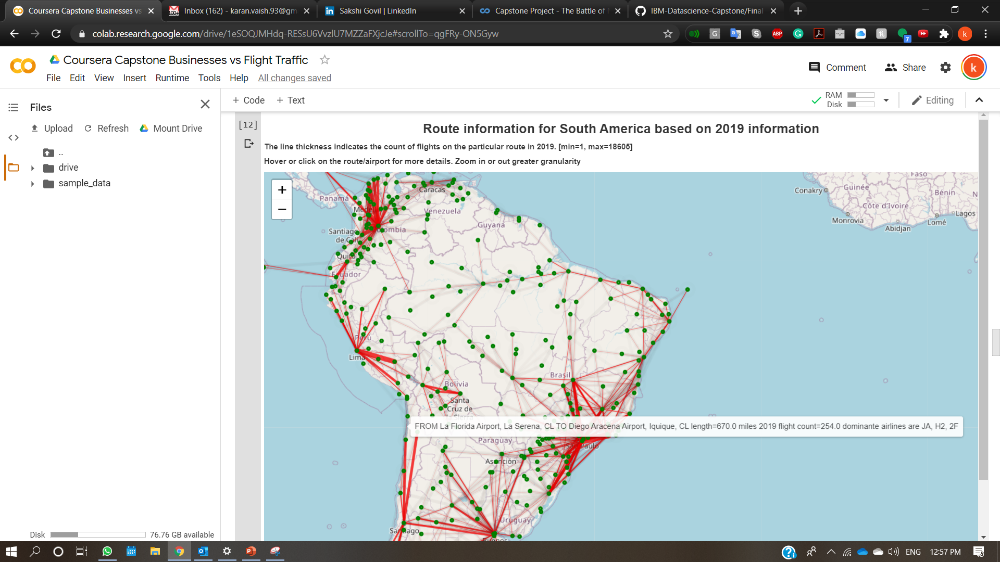 Coursera Capstone Businesses vs
Inbox (162) - karan.vaish.93@gm
Sakshi Govil | LinkedIn
Capstone Project - The Battle of
IBM-Datascience-Capstone/Final
colab.research.google.com/drive/1eSOQJMHdq-RESsU6VvzlU7MZZaFXjcJe#scrollTo=qgFRy-ON5Gyw
ABP
7
k
Coursera Capstone Businesses vs Flight Traffic
Comment
Share
k
File Edit View Insert Runtime Tools Help All changes saved
Files
+ Code + Text
RAM
Disk
Editing
Upload Refresh Mount Drive
..
drive
sample_data
[12]
Route information for South America based on 2019 information
The line thickness indicates the count of flights on the particular route in 2019. [min=1, max=18605]
Hover or click on the route/airport for more details. Zoom in or out greater granularity
+
−
Panamá
Caracas
Venezuela
Guyana
Santiago
de Cali
Quito
Ecuador
Perú
Lima
Bolivia
Santa
Cruz de
la Sierra
Brasil
Conakry
Guinée
Faso
Bénin
Côte d'Ivoire
Monrovia
Abidjan
Lomé
Lagos
FROM La Florida Airport, La Serena, CL TO Diego Aracena Airport, Iquique, CL length=670.0 miles 2019 flight count=254.0 dominante airlines are JA, H2, 2F
Paraguay
São Paulo
Asunción
Uruguay
Santiago
Buenos
Disk
76.76 GB available
ENG
12:57 PM